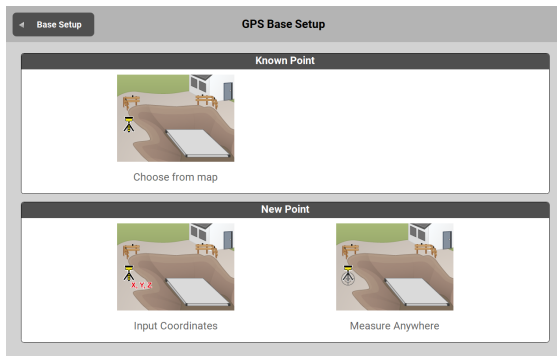 Base Setup
GPS Base Setup
Known Point
Choose from map
New Point
X, Y, Z
Input Coordinates
Measure Anywhere